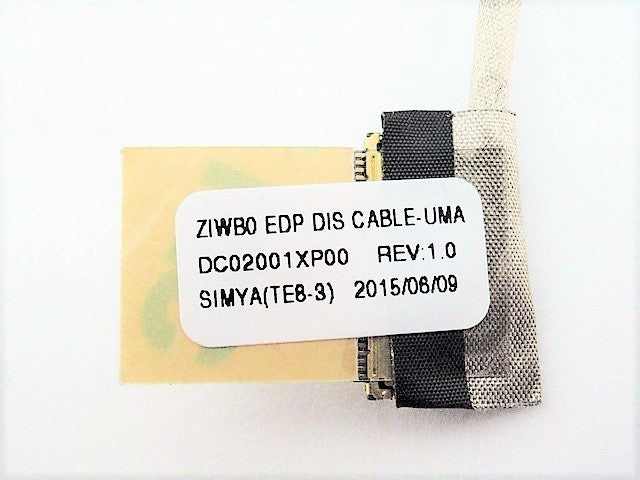 ZIWB0 EDP DIS CABLE-UMA
DC02001XP00 REV:1.0
SIMYA(TE8-3) 2015/06/09